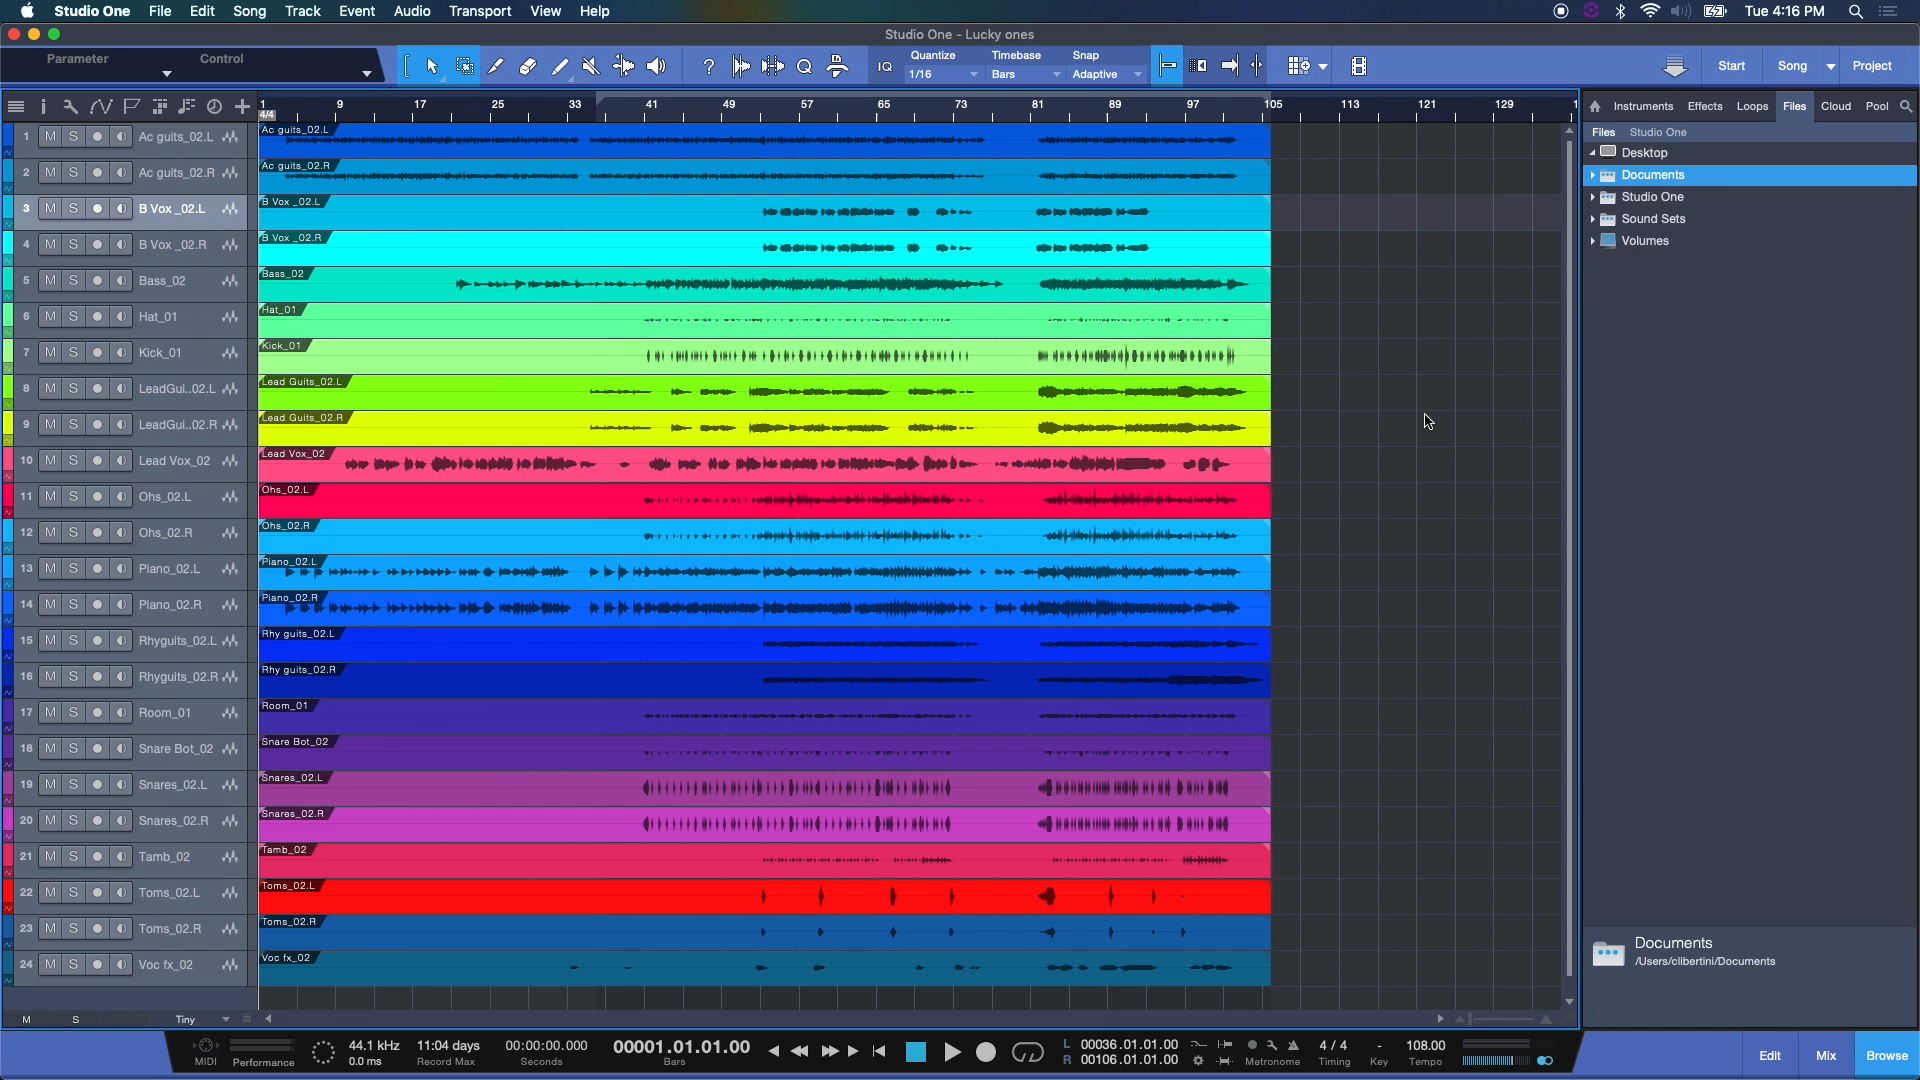 Studio One File Edit Song Track Event Audio Transport View Help Tue 4:16 PM
Studio One - Lucky ones
Parameter Control
? IQ Quantize 1/16 Timebase Bars Snap Adaptive Start Song Project
1 9 17 25 33 41 49 57 65 73 81 89 97 105 113 121 129 1
4/4
Instruments Effects Loops Files Cloud Pool
Files Studio One
Desktop
Documents
Studio One
Sound Sets
Volumes
1 M S Ac guits_02.L Ac guits_02.L
2 M S Ac guits_02.R Ac guits_02.R
3 M S B Vox _02.L B Vox _02.L
4 M S B Vox _02.R B Vox _02.R
5 M S Bass_02 Bass_02
6 M S Hat_01 Hat_01
7 M S Kick_01 Kick_01
8 M S LeadGui..02.L Lead Guits_02.L
9 M S LeadGui..02.R Lead Guits_02.R
10 M S Lead Vox_02 Lead Vox_02
11 M S Ohs_02.L Ohs_02.L
12 M S Ohs_02.R Ohs_02.R
13 M S Piano_02.L Piano_02.L
14 M S Piano_02.R Piano_02.R
15 M S Rhyguits_02.L Rhy guits_02.L
16 M S Rhyguits_02.R Rhy guits_02.R
17 M S Room_01 Room_01
18 M S Snare Bot_02 Snare Bot_02
19 M S Snares_02.L Snares_02.L
20 M S Snares_02.R Snares_02.R
21 M S Tamb_02 Tamb_02
22 M S Toms_02.L Toms_02.L
23 M S Toms_02.R Toms_02.R
24 M S Voc fx_02 Voc fx_02
Documents
/Users/clibertini/Documents
M S Tiny
MIDI Performance
44.1 kHz
0.0 ms
11:04 days
Record Max
00:00:00.000
Seconds
00001.01.01.00
Bars
L 00036.01.01.00
R 00106.01.01.00
Metronome
4 / 4
Timing
-
Key
108.00
Tempo
Edit Mix Browse